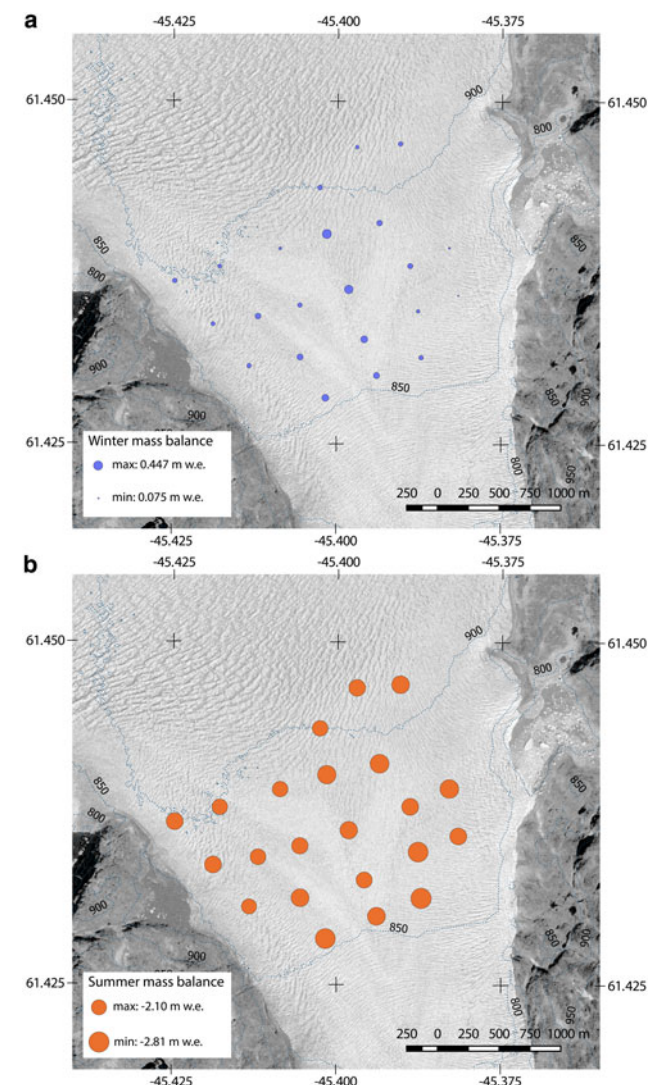 a
-45.425 -45.400 -45.375
61.450 900 800 61.450
850 850
800
900 850
900 850 900
Winter mass balance
max: 0.447 m w.e.
61.425 61.425
800 950
min: 0.075 m w.e.
250 0 250 500 750 1000 m
-45.425 -45.400 -45.375
b
-45.425 -45.400 -45.375
61.450 900 800 61.450
850 850
800
900 850
900 850 900
Summer mass balance
61.425 61.425
max: -2.10 m w.e.
800 950
min: -2.81 m w.e.
250 0 250 500 750 1000 m
-45.425 -45.400 -45.375